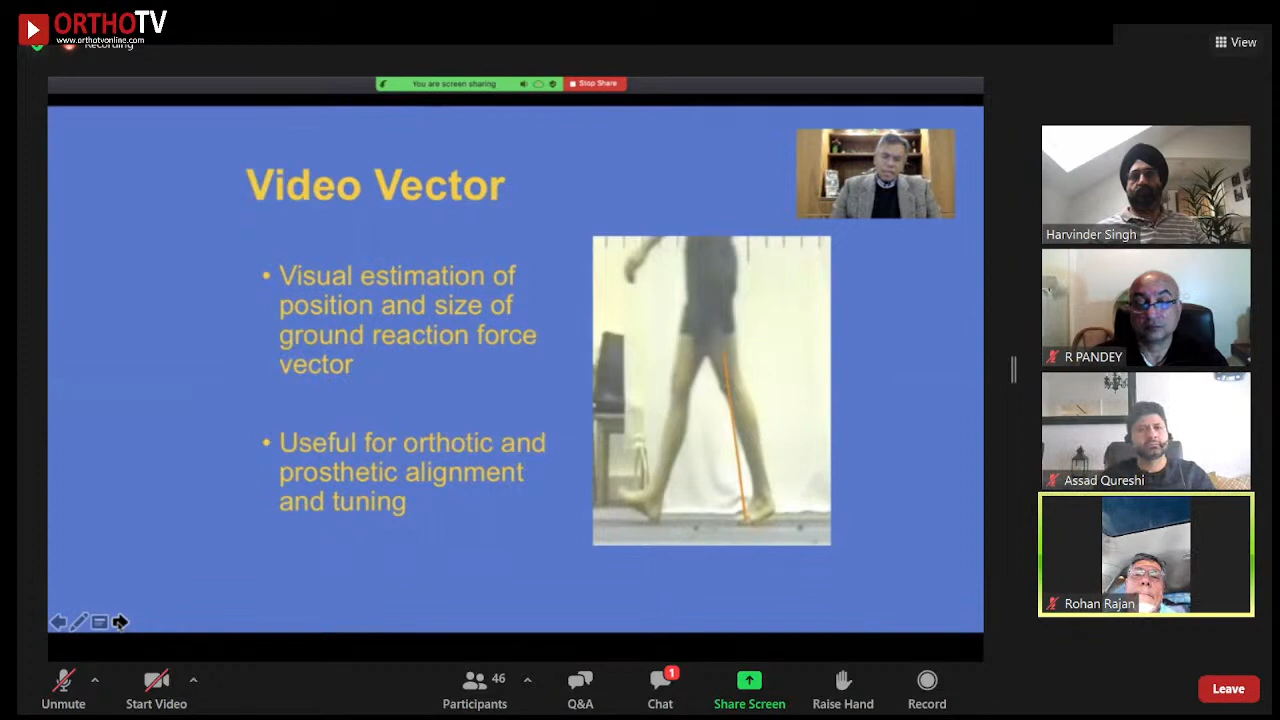 ORTHOTV
www.orthotvonline.com
Recording
View
You are screen sharing
Stop Share
Video Vector
• Visual estimation of
position and size of
ground reaction force
vector
• Useful for orthotic and
prosthetic alignment
and tuning
Harvinder Singh
R PANDEY
Assad Qureshi
Rohan Rajan
Unmute
Start Video
46
Participants
Q&A
1
Chat
Share Screen
Raise Hand
Record
Leave